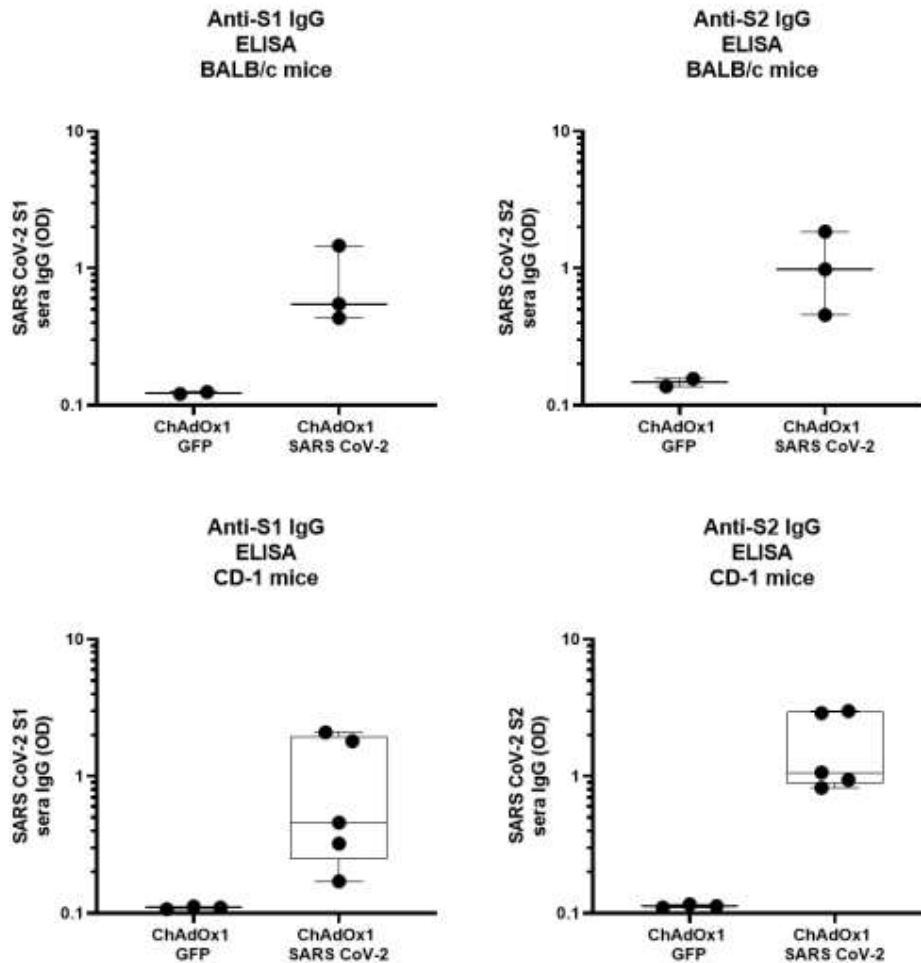 Anti-S1 IgG
ELISA
BALB/c mice
SARS CoV-2 S1
sera IgG (OD)
10
1
0.1
ChAdOx1
GFP
ChAdOx1
SARS CoV-2
Anti-S2 IgG
ELISA
BALB/c mice
SARS CoV-2 S2
sera IgG (OD)
10
1
0.1
ChAdOx1
GFP
ChAdOx1
SARS CoV-2
Anti-S1 IgG
ELISA
CD-1 mice
SARS CoV-2 S1
sera IgG (OD)
10
1
0.1
ChAdOx1
GFP
ChAdOx1
SARS CoV-2
Anti-S2 IgG
ELISA
CD-1 mice
SARS CoV-2 S2
sera IgG (OD)
10
1
0.1
ChAdOx1
GFP
ChAdOx1
SARS CoV-2